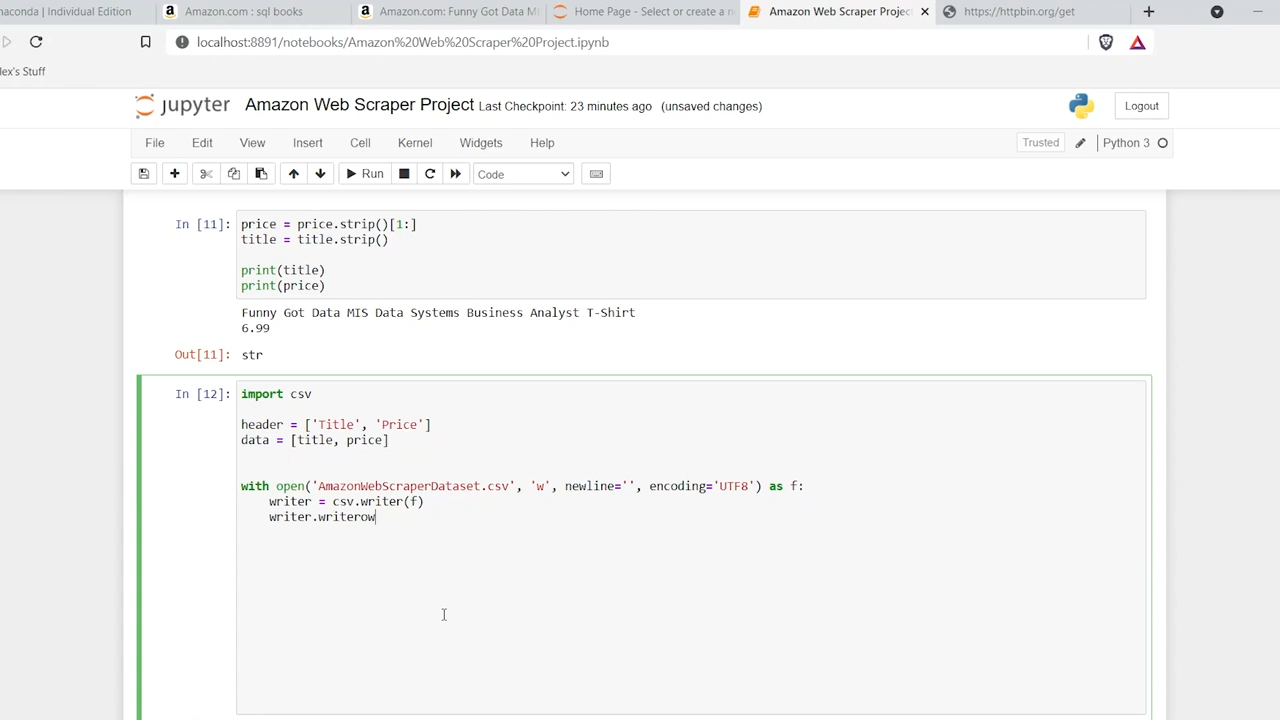 naconda | Individual Edition
Amazon.com : sql books
Amazon.com: Funny Got Data M
Home Page - Select or create a n
Amazon Web Scraper Project
https://httpbin.org/get
localhost:8891/notebooks/Amazon%20Web%20Scraper%20Project.ipynb
lex's Stuff
jupyter Amazon Web Scraper Project Last Checkpoint: 23 minutes ago (unsaved changes)
Logout
File Edit View Insert Cell Kernel Widgets Help
Trusted
Python 3
Run
Code
In [11]: price = price.strip()[1:]
title = title.strip()
print(title)
print(price)
Funny Got Data MIS Data Systems Business Analyst T-Shirt
6.99
Out[11]: str
In [12]: import csv
header = ['Title', 'Price']
data = [title, price]
with open('AmazonWebScraperDataset.csv', 'w', newline='', encoding='UTF8') as f:
writer = csv.writer(f)
writer.writerow